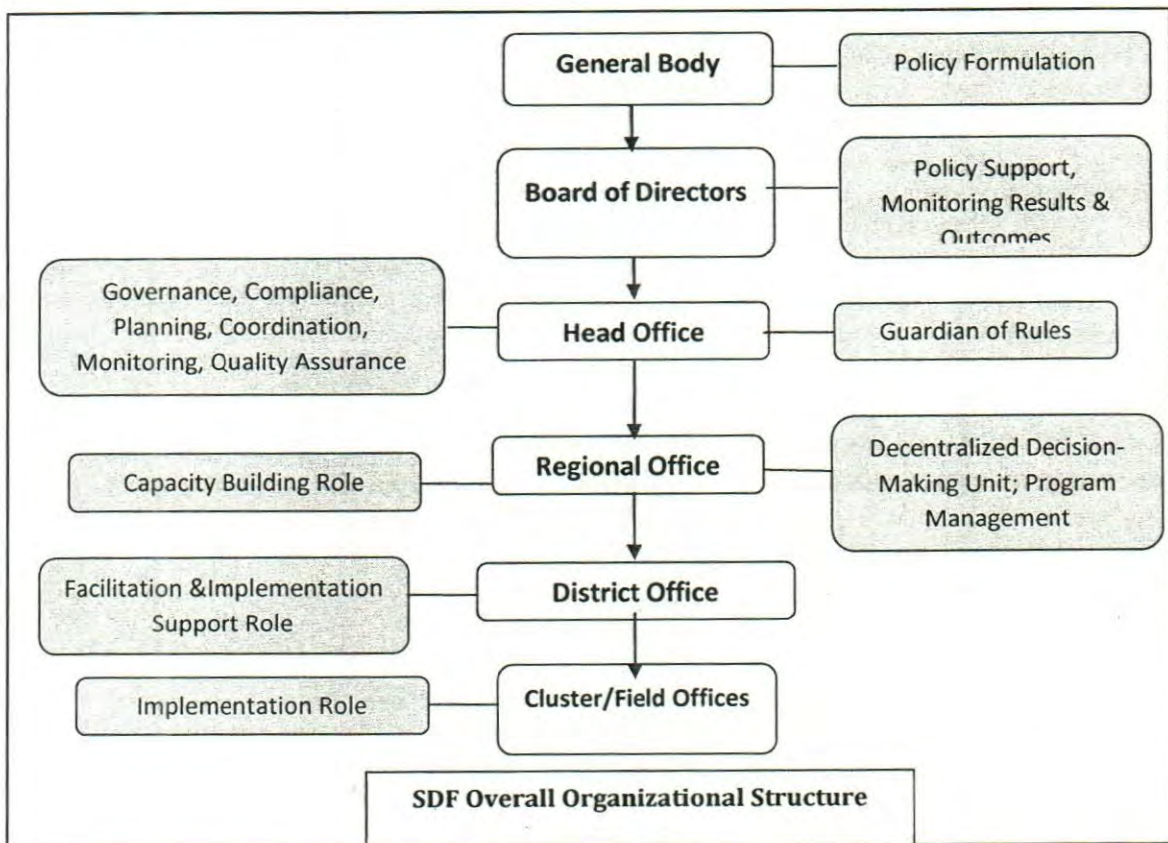 General Body
Policy Formulation
Board of Directors
Policy Support,
Monitoring Results &
Outcomes
Governance, Compliance,
Planning, Coordination,
Monitoring, Quality Assurance
Head Office
Guardian of Rules
Capacity Building Role
Regional Office
Decentralized Decision-
Making Unit; Program
Management
Facilitation &Implementation
Support Role
District Office
Implementation Role
Cluster/Field Offices
SDF Overall Organizational Structure